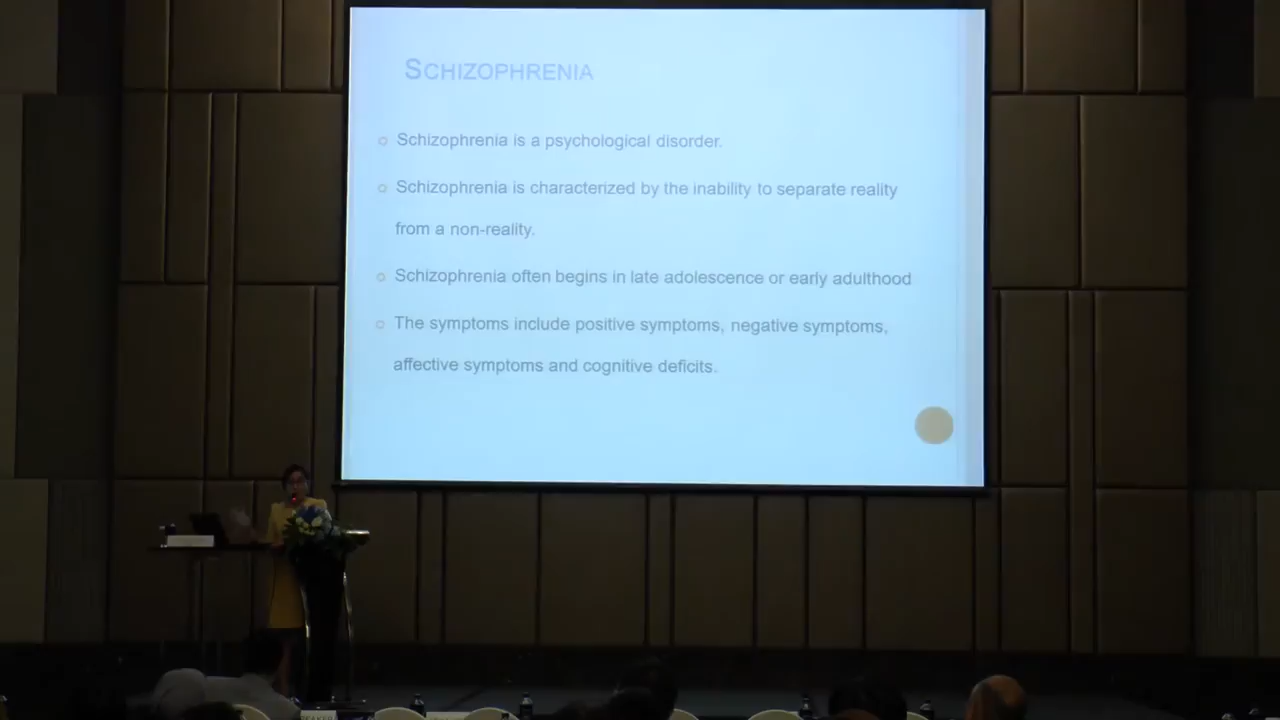 SCHIZOPHRENIA
Schizophrenia is a psychological disorder.
Schizophrenia is characterized by the inability to separate reality
from a non-reality.
Schizophrenia often begins in late adolescence or early adulthood
The symptoms include positive symptoms, negative symptoms,
affective symptoms and cognitive deficits.